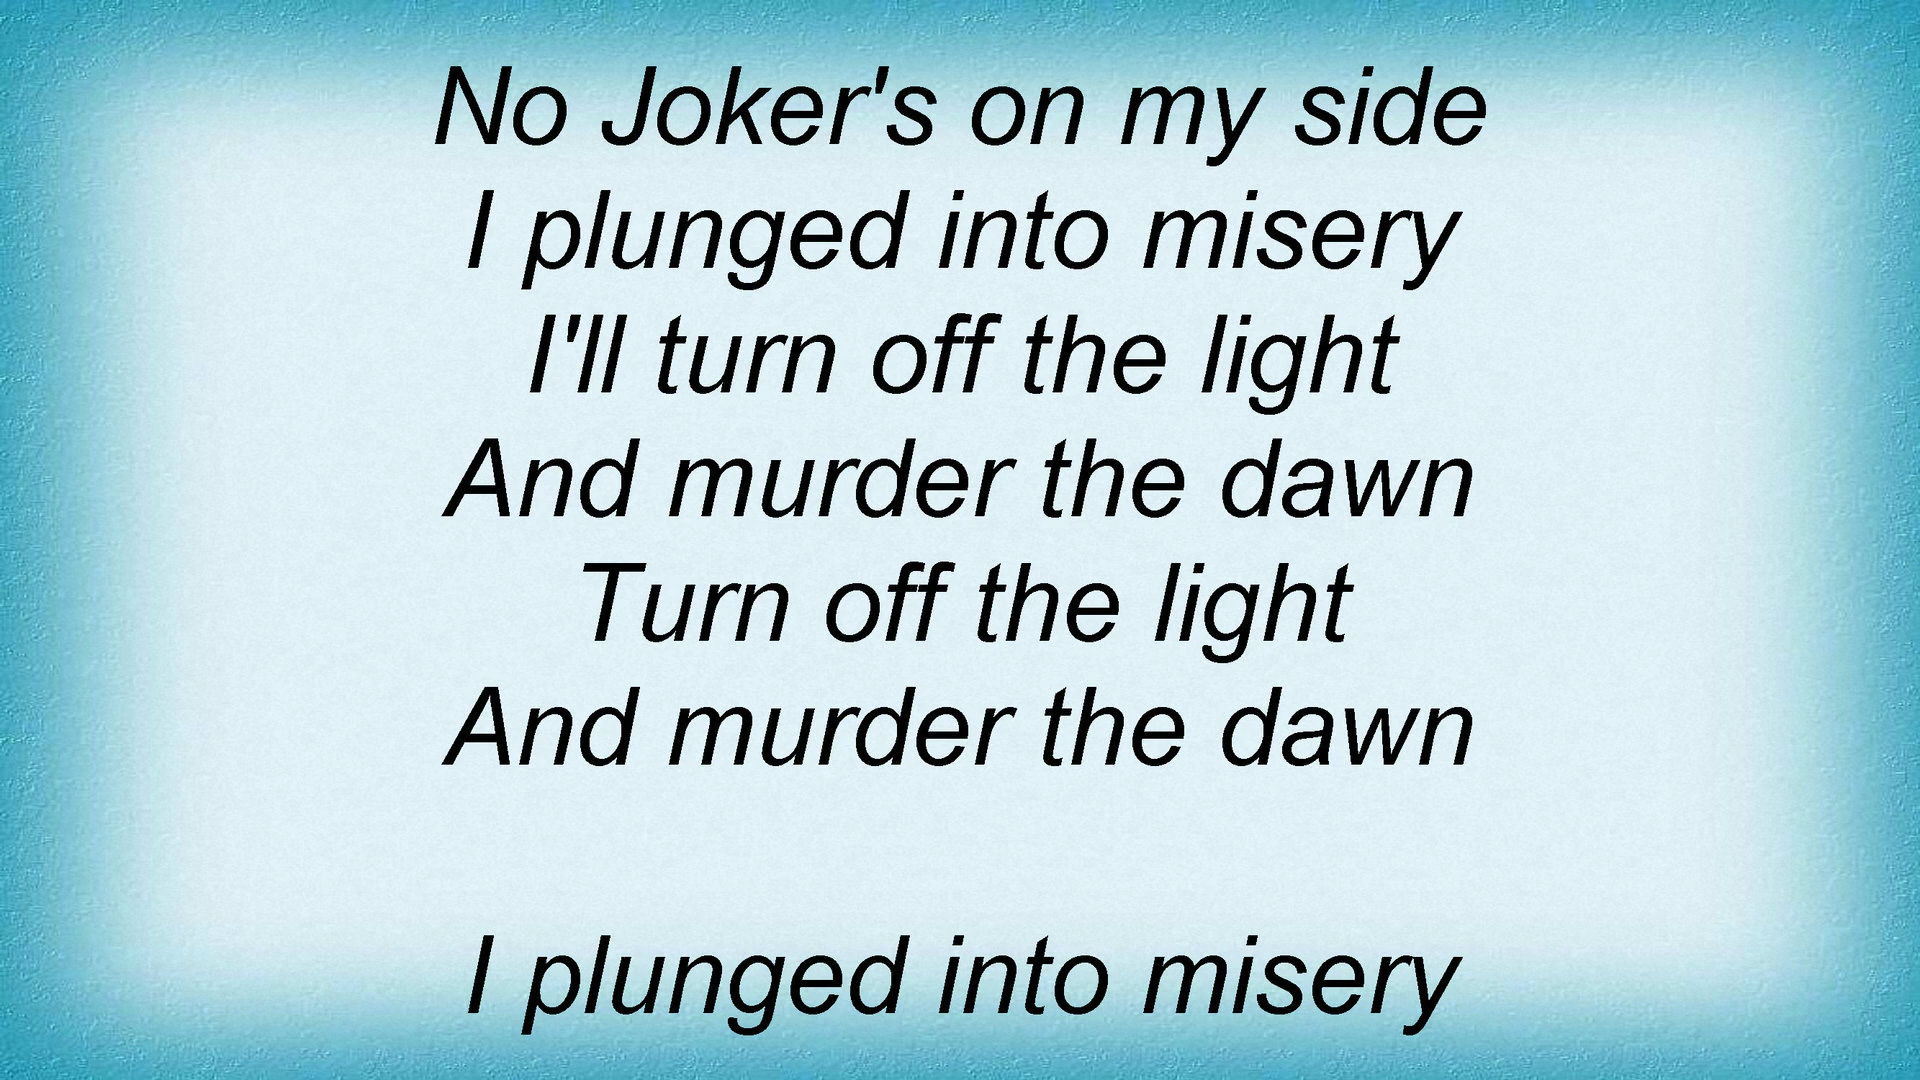 No Joker's on my side
I plunged into misery
I'll turn off the light
And murder the dawn
Turn off the light
And murder the dawn
I plunged into misery